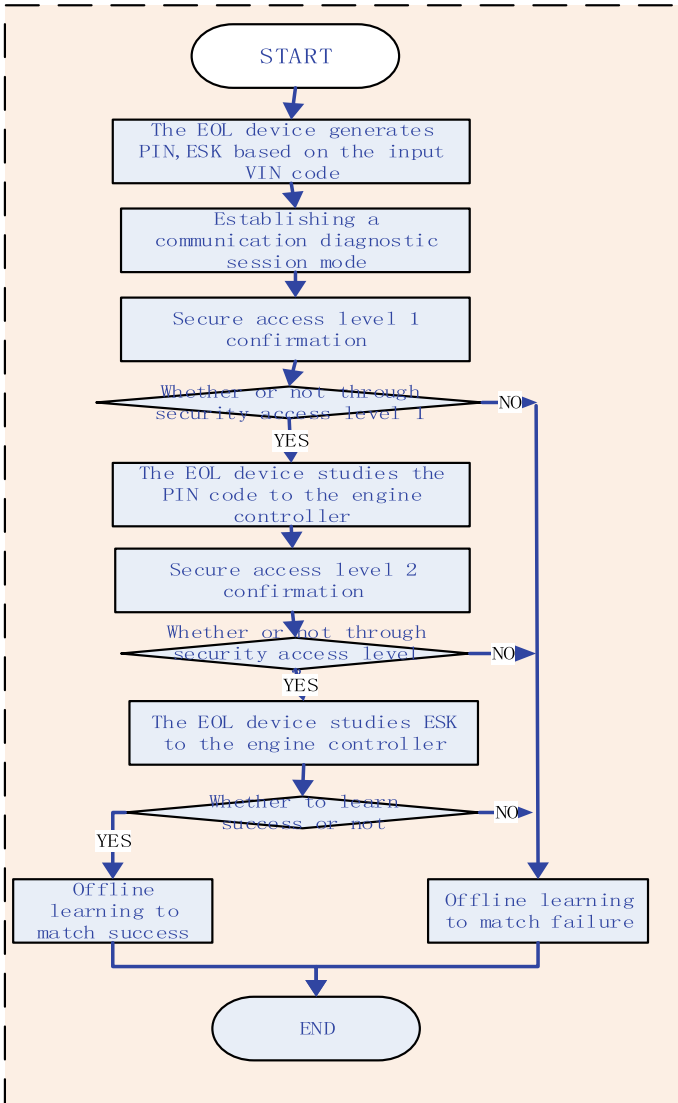 START
The EOL device generates
PIN,ESK based on the input
VIN code
Establishing a
communication diagnostic
session mode
Secure access level 1
confirmation
Whether or not through
security access level 1
NO
YES
The EOL device studies the
PIN code to the engine
controller
Secure access level 2
confirmation
Whether or not through
security access level
NO
YES
The EOL device studies ESK
to the engine controller
Whether to learn
success or not
NO
YES
Offline
learning to
match success
Offline learning
to match failure
END